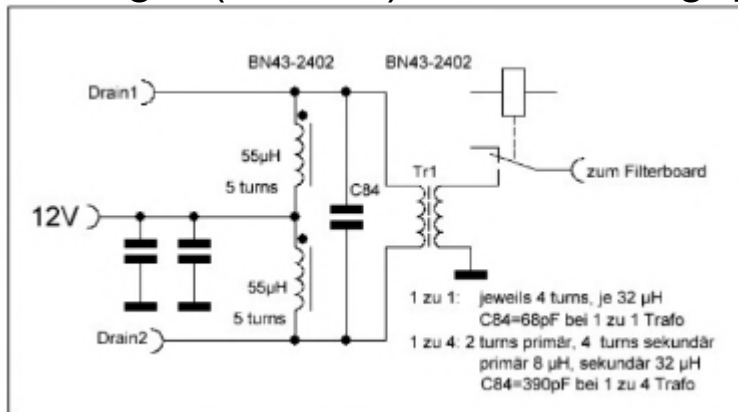 BN43-2402 BN43-2402
Drain1
55µH
5 turns
C84
Tr1
zum Filterboard
12V
55µH
5 turns
Drain2
1 zu 1: jeweils 4 turns, je 32 µH
C84=68pF bei 1 zu 1 Trafo
1 zu 4: 2 turns primär, 4 turns sekundär
primär 8 µH, sekundär 32 µH
C84=390pF bei 1 zu 4 Trafo